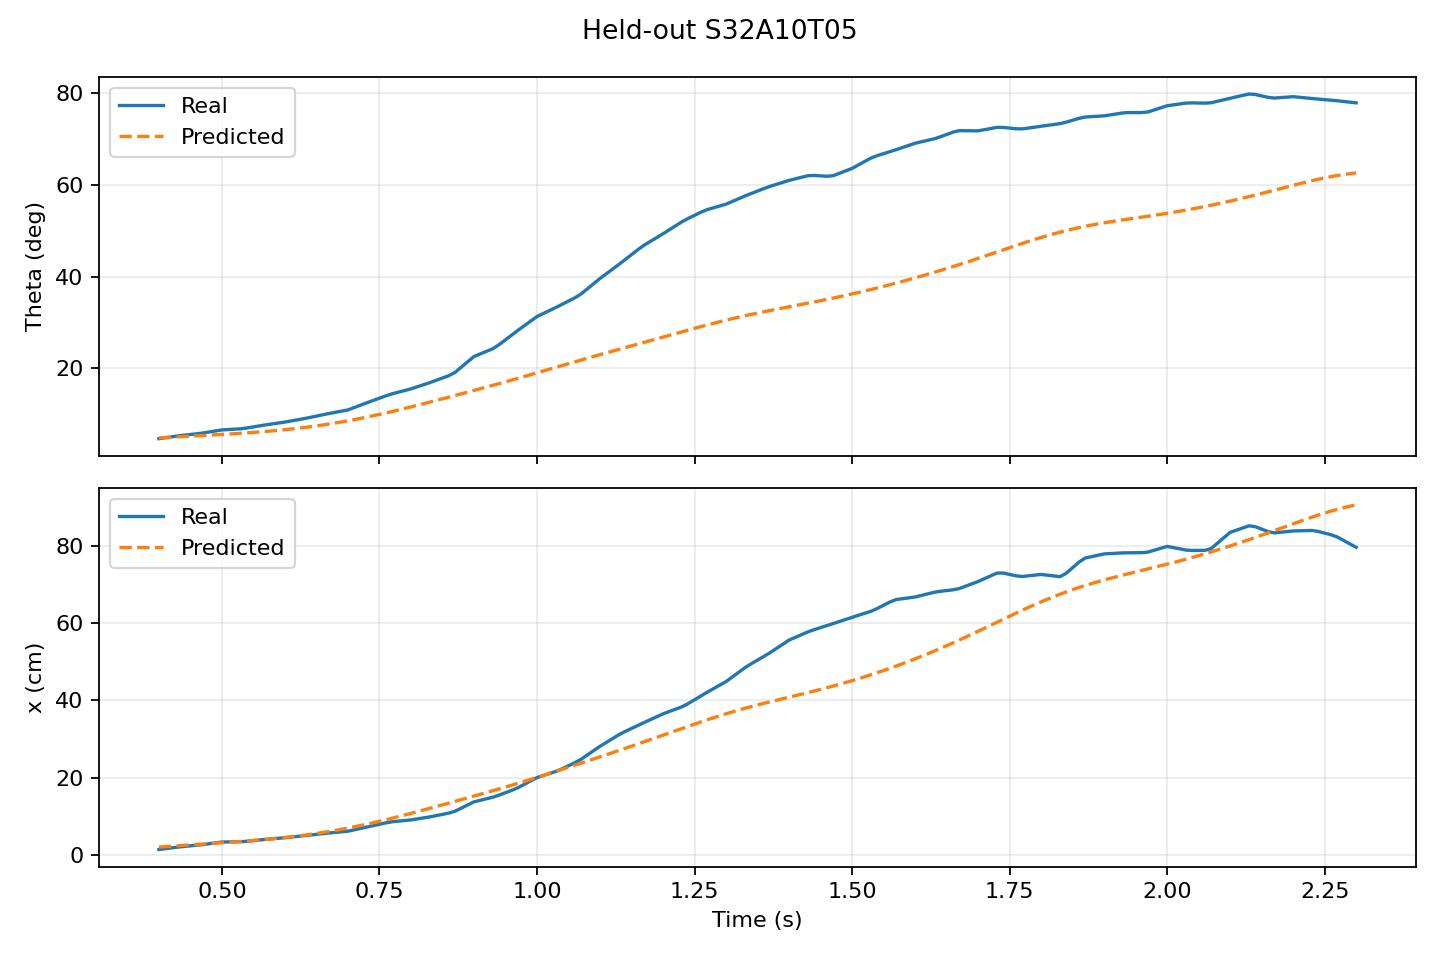 Held-out S32A10T05
80
60
40
20
Theta (deg)
Real
Predicted
80
60
40
20
0
x (cm)
Real
Predicted
0.50 0.75 1.00 1.25 1.50 1.75 2.00 2.25
Time (s)